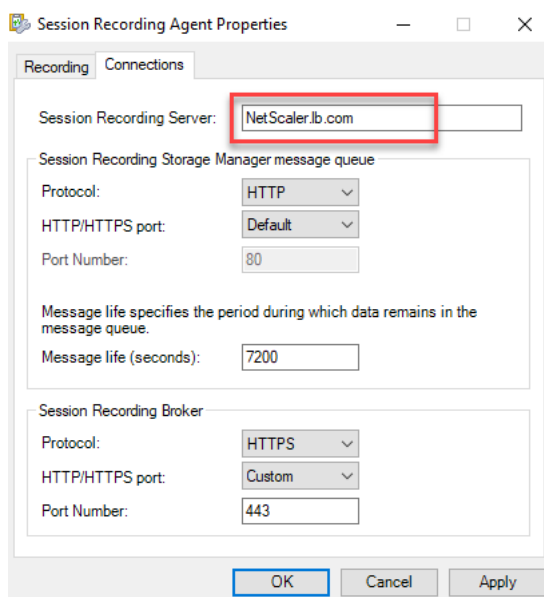 Session Recording Agent Properties
Recording Connections
Session Recording Server: NetScaler.lb.com
Session Recording Storage Manager message queue
Protocol: HTTP
HTTP/HTTPS port: Default
Port Number: 80
Message life specifies the period during which data remains in the
message queue.
Message life (seconds): 7200
Session Recording Broker
Protocol: HTTPS
HTTP/HTTPS port: Custom
Port Number: 443
OK Cancel Apply